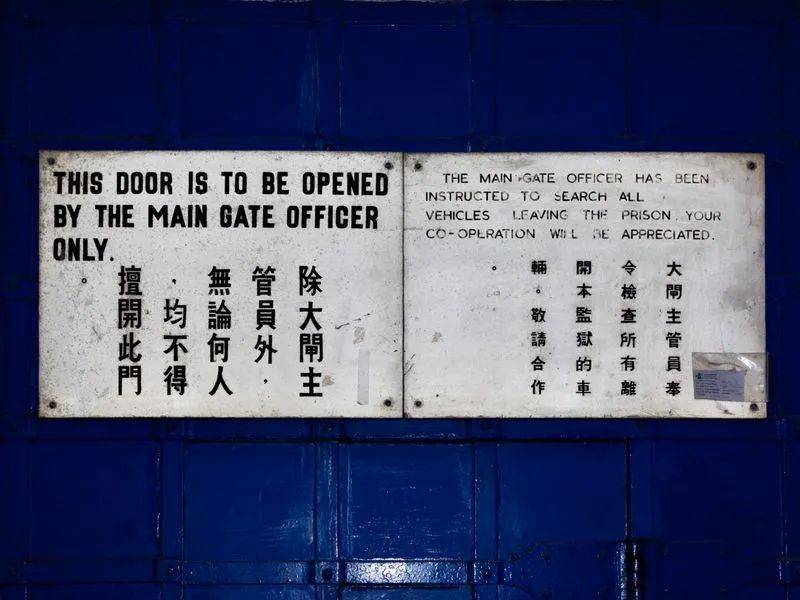 THIS DOOR IS TO BE OPENED
BY THE MAIN GATE OFFICER
ONLY.
除大閘主
管員外，
無論何人
，均不得
擅開此門
。
THE MAIN GATE OFFICER HAS BEEN
INSTRUCTED TO SEARCH ALL
VEHICLES LEAVING THE PRISON. YOUR
CO-OPERATION WILL BE APPRECIATED.
大閘主管員奉
令檢查所有離
開本監獄的車
輛。敬請合作
。